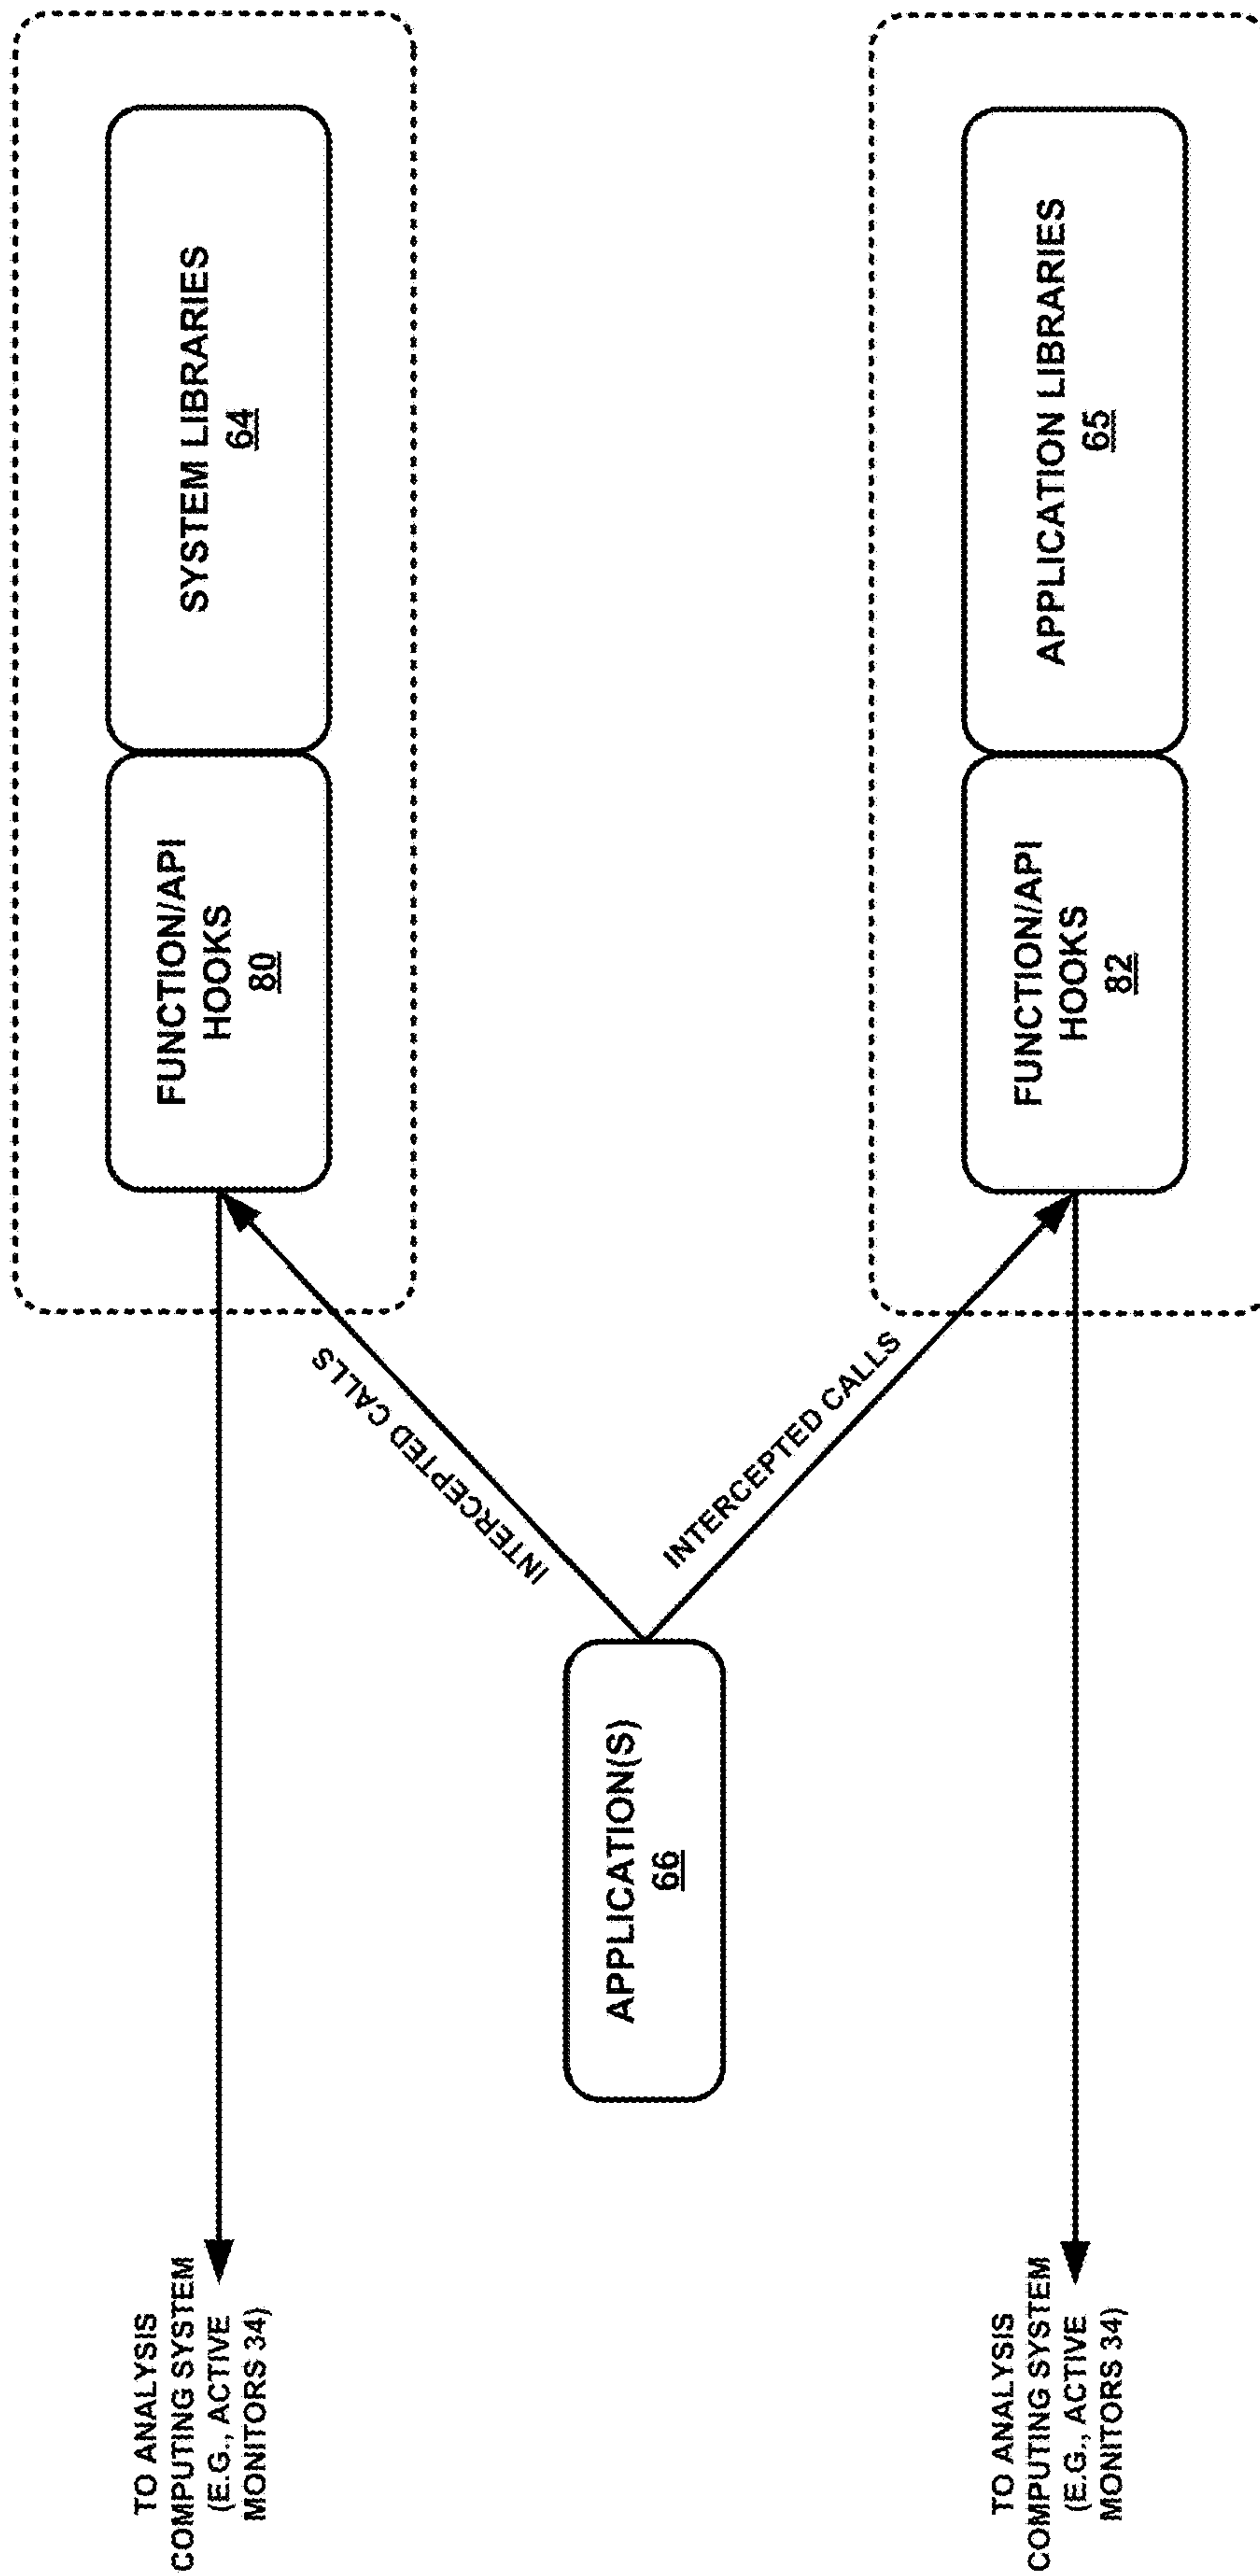 TO ANALYSIS
COMPUTING SYSTEM
(E.G., ACTIVE
MONITORS 34)
FUNCTION/API
HOOKS
80
SYSTEM LIBRARIES
64
INTERCEPTED CALLS
APPLICATION(S)
66
INTERCEPTED CALLS
TO ANALYSIS
COMPUTING SYSTEM
(E.G., ACTIVE
MONITORS 34)
FUNCTION/API
HOOKS
82
APPLICATION LIBRARIES
65